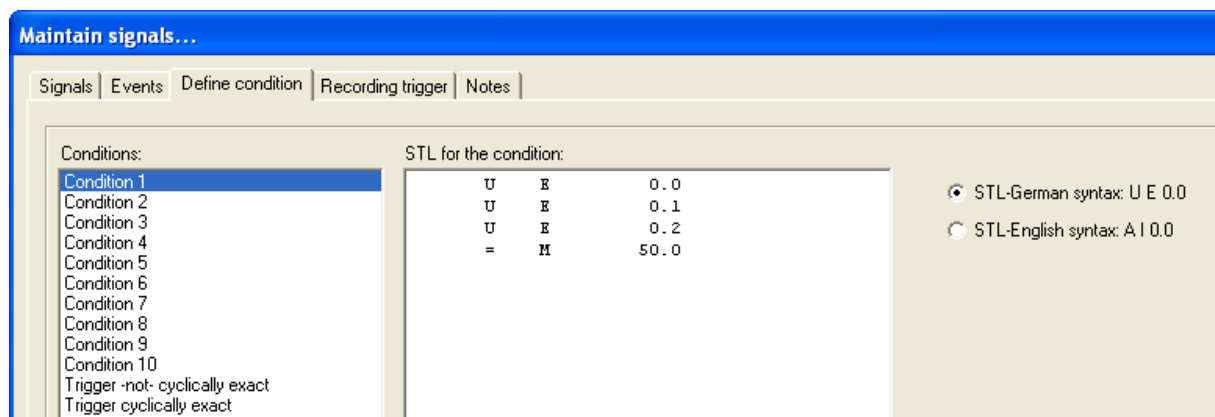 Maintain signals...
Signals Events Define condition Recording trigger Notes
Conditions:
Condition 1
Condition 2
Condition 3
Condition 4
Condition 5
Condition 6
Condition 7
Condition 8
Condition 9
Condition 10
Trigger -not- cyclically exact
Trigger cyclically exact
STL for the condition:
U E 0.0
U E 0.1
U E 0.2
= M 50.0
STL-German syntax: U E 0.0
STL-English syntax: A I 0.0